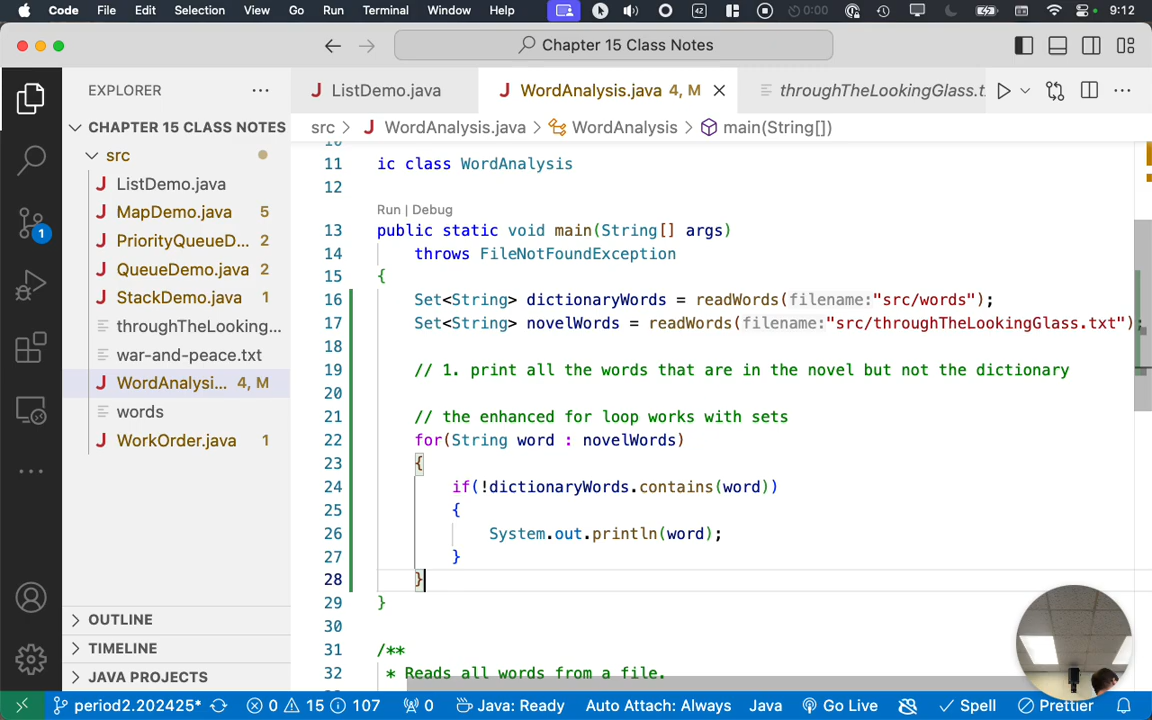 Code File Edit Selection View Go Run Terminal Window Help 42 0:00 9:12
Chapter 15 Class Notes
EXPLORER
ListDemo.java
WordAnalysis.java 4, M
throughTheLookingGlass.t
src > WordAnalysis.java > WordAnalysis > main(String[])
CHAPTER 15 CLASS NOTES
src
ListDemo.java
MapDemo.java 5
PriorityQueueD... 2
QueueDemo.java 2
StackDemo.java 1
throughTheLooking...
war-and-peace.txt
WordAnalysi... 4, M
words
WorkOrder.java 1
OUTLINE
TIMELINE
JAVA PROJECTS
1
11 ic class WordAnalysis
12
Run | Debug
13 public static void main(String[] args)
14 throws FileNotFoundException
15 {
16 Set<String> dictionaryWords = readWords(filename:"src/words");
17 Set<String> novelWords = readWords(filename:"src/throughTheLookingGlass.txt");
18
19 // 1. print all the words that are in the novel but not the dictionary
20
21 // the enhanced for loop works with sets
22 for(String word : novelWords)
23 {
24 if(!dictionaryWords.contains(word))
25 {
26 System.out.println(word);
27 }
28 }
29 }
30
31 /**
32 * Reads all words from a file.
period2.202425* 0 15 107 0 Java: Ready Auto Attach: Always Java Go Live Spell Prettier